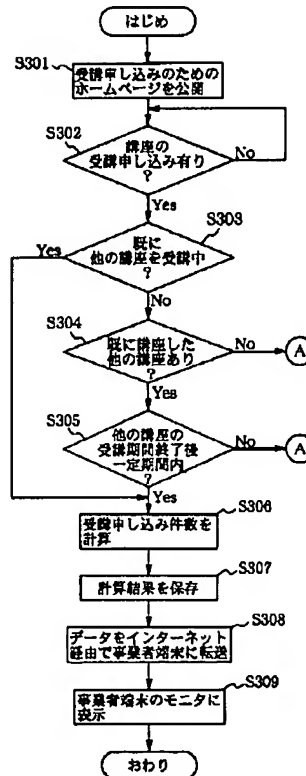 はじめ
S301
受講申し込みのための
ホームページを公開
S302
講座の
受講申し込み有り
?
No
Yes
S303
Yes
既に
他の講座を受講中
?
No
S304
既に講座した
他の講座あり
?
No
A
Yes
S305
他の講座の
受講期間終了後
一定期間内
?
No
A
Yes
S306
受講申し込み件数を
計算
S307
計算結果を保存
S308
データをインターネット
経由で事業者端末に転送
S309
事業者端末のモニタに
表示
おわり